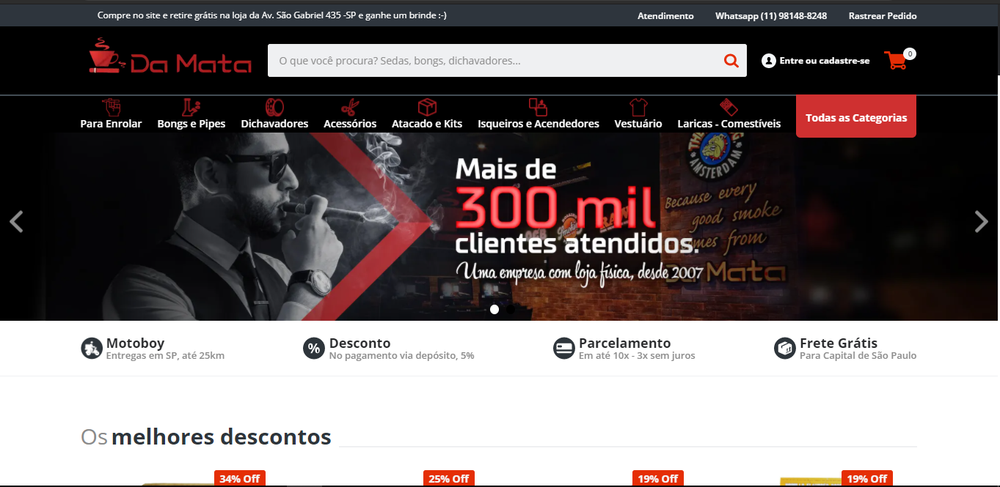 Compre no site e retire grátis na loja da Av. São Gabriel 435 -SP e ganhe um brinde :-)
Atendimento
Whatsapp (11) 98148-8248
Rastrear Pedido
Da Mata
O que você procura? Sedas, bongs, dichavadores...
Entre ou cadastre-se
0
Para Enrolar
Bongs e Pipes
Dichavadores
Acessórios
Atacado e Kits
Isqueiros e Acendedores
Vestuário
Laricas - Comestíveis
Todas as Categorias
Mais de
300 mil
clientes atendidos.
Uma empresa com loja física, desde 2007
AMSTERDAM
Because every
good smoke
from
Da Mata
Motoboy
Entregas em SP, até 25km
%
Desconto
No pagamento via depósito, 5%
Parcelamento
Em até 10x - 3x sem juros
Frete Grátis
Para Capital de São Paulo
Os melhores descontos
34% Off
25% Off
19% Off
19% Off